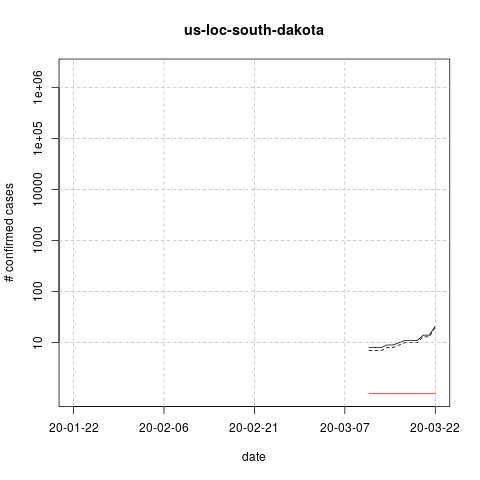 us-loc-south-dakota
# confirmed cases
1e+06
1e+05
10000
1000
100
10
20-01-22 20-02-06 20-02-21 20-03-07 20-03-22
date